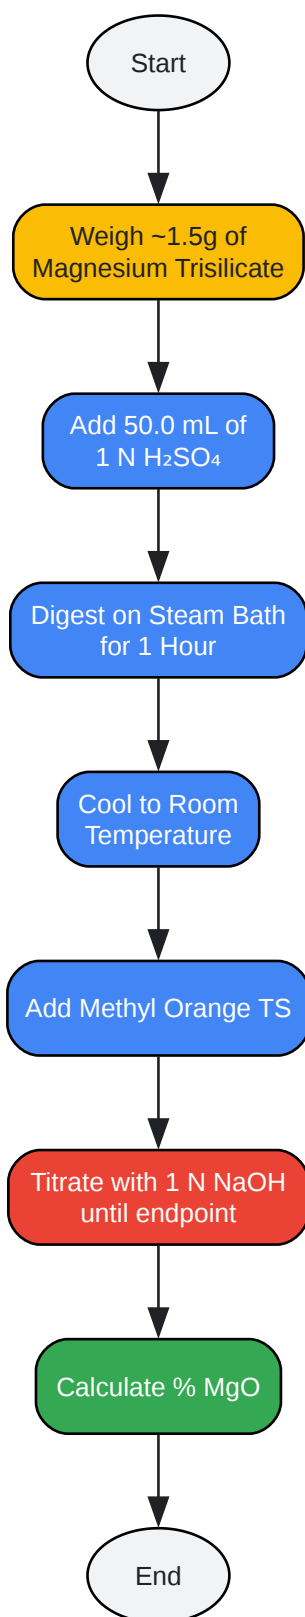 Start
Weigh ~1.5g of
Magnesium Trisilicate
Add 50.0 mL of
1 N H₂SO₄
Digest on Steam Bath
for 1 Hour
Cool to Room
Temperature
Add Methyl Orange TS
Titrate with 1 N NaOH
until endpoint
Calculate % MgO
End